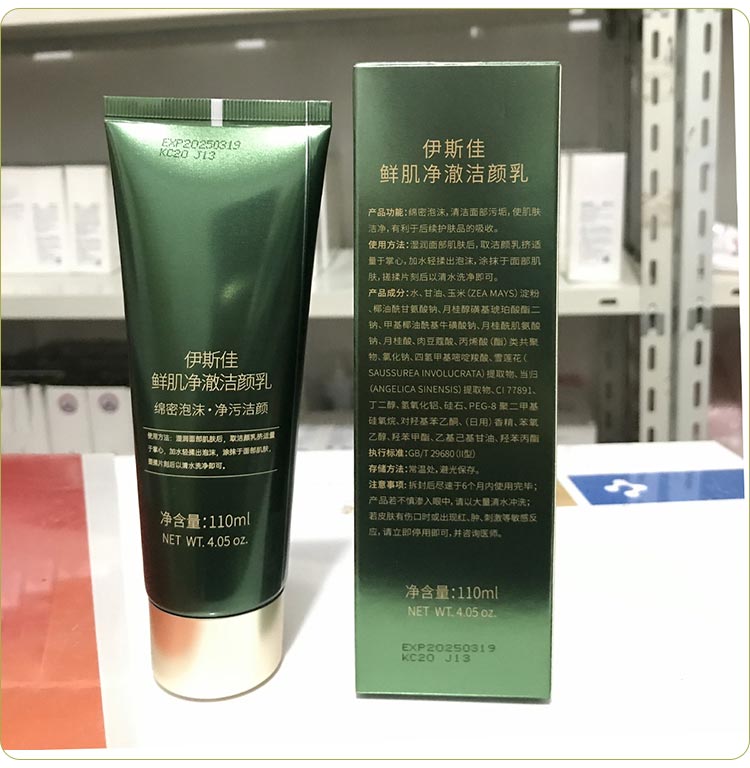 EXP20250319
KC20 J13
伊斯佳
鲜肌净澈洁颜乳
绵密泡沫·净污洁颜
使用方法：湿润面部肌肤后，取洁颜乳挤适量
于掌心，加水轻揉出泡沫，涂抹于面部肌肤，
搓揉片刻后以清水洗净即可。
净含量：110ml
NET WT. 4.05 oz.
伊斯佳
鲜肌净澈洁颜乳
产品功能：绵密泡沫，清洁面部污垢，使肌肤
洁净，有利于后续护肤品的吸收。
使用方法：湿润面部肌肤后，取洁颜乳挤适
量于掌心，加水轻揉出泡沫，涂抹于面部肌
肤，搓揉片刻后以清水洗净即可。
产品成分：水、甘油、玉米（ZEA MAYS）淀粉
、椰油酰甘氨酸钠、月桂醇磺基琥珀酸酯二
钠、甲基椰油酰基牛磺酸钠、月桂酰肌氨酸
钠、月桂酸、肉豆蔻酸、丙烯酸（酯）类共聚
物、氯化钠、四氢甲基嘧啶羧酸、雪莲花（
SAUSSUREA INVOLUCRATA）提取物、当归
（ANGELICA SINENSIS）提取物、CI 77891、
丁二醇、氢氧化铝、硅石、PEG-8 聚二甲基
硅氧烷、对羟基苯乙酮、（日用）香精、苯氧
乙醇、羟苯甲酯、乙基己基甘油、羟苯丙酯
执行标准：GB/T 29680（II型）
存储方法：常温处，避光保存。
注意事项：拆封后尽速于6个月内使用完毕；
产品若不慎渗入眼中，请以大量清水冲洗；
若皮肤有伤口时或出现红、肿、刺激等敏感反
应，请立即停用即可，并咨询医师。
净含量：110ml
NET WT. 4.05 oz.
EXP20250319
KC20 J13